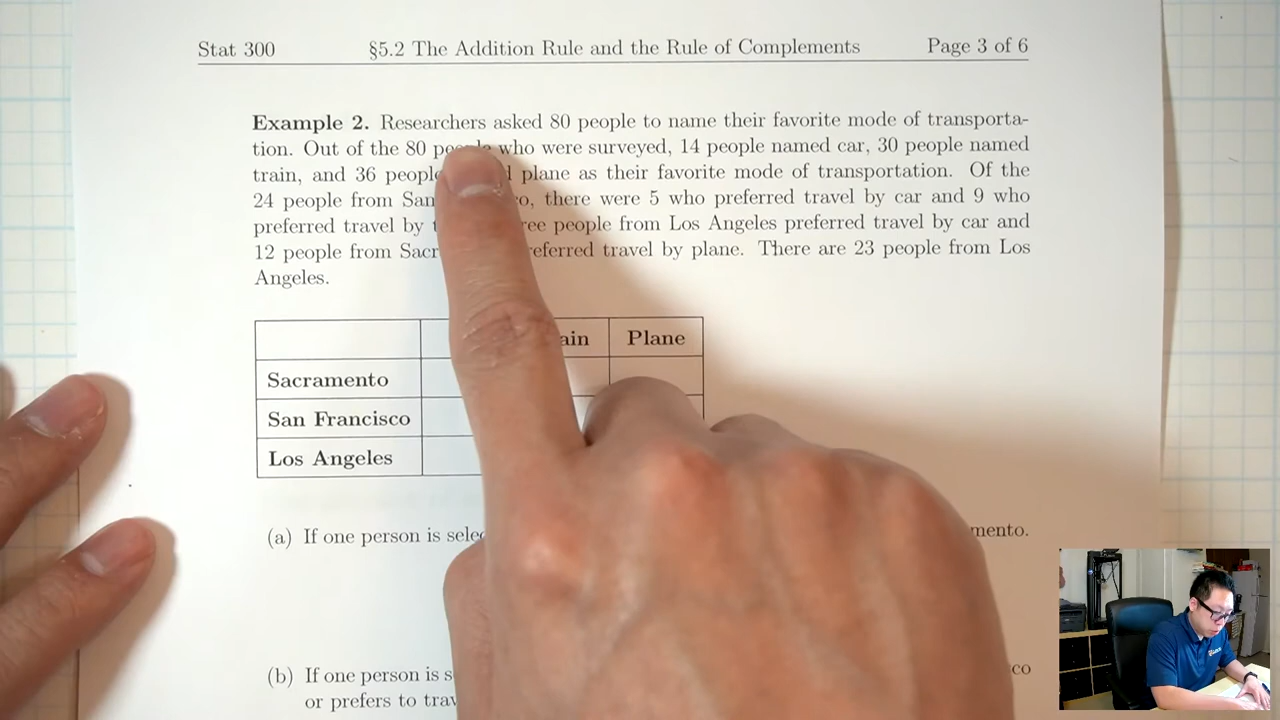 Stat 300 §5.2 The Addition Rule and the Rule of Complements Page 3 of 6
Example 2. Researchers asked 80 people to name their favorite mode of transporta-
tion. Out of the 80 who were surveyed, 14 people named car, 30 people named
train, and 36 people plane as their favorite mode of transportation. Of the
24 people from San there were 5 who preferred travel by car and 9 who
preferred travel by people from Los Angeles preferred travel by car and
12 people from travel by plane. There are 23 people from Los
Angeles.
Plane
Sacramento
San Francisco
Los Angeles
(a) If one person is
(b) If one person is
or prefers to